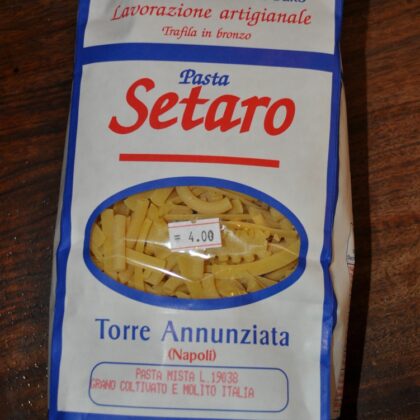 Lavorazione artigianale
Trafila in bronzo
Pasta
Setaro
= 4.00
Torre Annunziata
(Napoli)
PASTA MISTA L.19038
GRANO COLTIVATO E MOLITO ITALIA